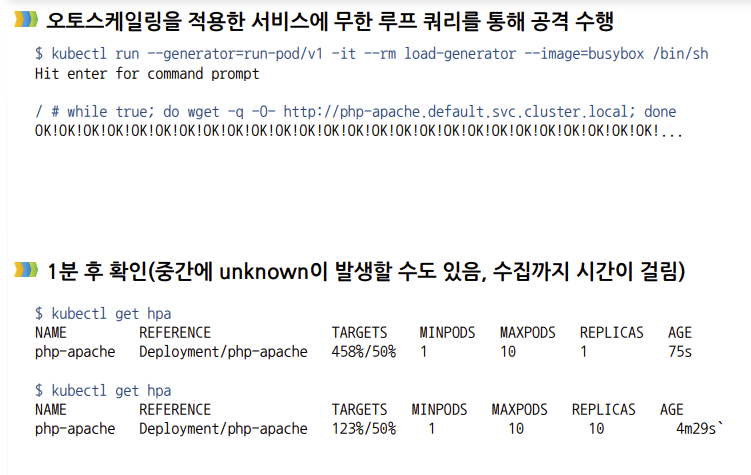 오토스케일링을 적용한 서비스에 무한 루프 쿼리를 통해 공격 수행
$ kubectl run --generator=run-pod/v1 -it --rm load-generator --image=busybox /bin/sh
Hit enter for command prompt
/ # while true; do wget -q -O- http://php-apache.default.svc.cluster.local; done
OK!OK!OK!OK!OK!OK!OK!OK!OK!OK!OK!OK!OK!OK!OK!OK!OK!OK!OK!OK!OK!OK!OK!OK!OK!OK!...
1분 후 확인(중간에 unknown이 발생할 수도 있음, 수집까지 시간이 걸림)
$ kubectl get hpa
NAME REFERENCE TARGETS MINPODS MAXPODS REPLICAS AGE
php-apache Deployment/php-apache 458%/50% 1 10 1 75s
$ kubectl get hpa
NAME REFERENCE TARGETS MINPODS MAXPODS REPLICAS AGE
php-apache Deployment/php-apache 123%/50% 1 10 10 4m29s`